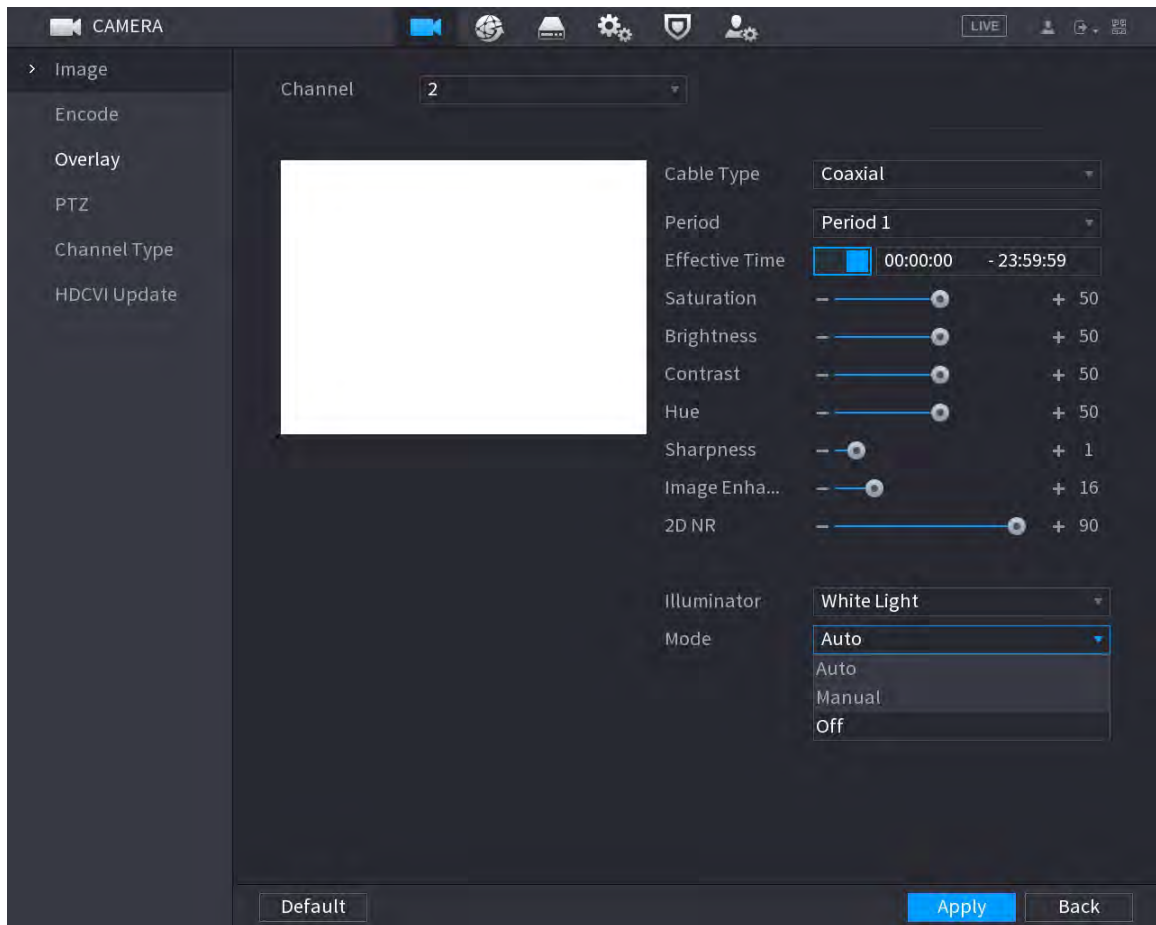 CAMERA
LIVE
Image
Encode
Overlay
PTZ
Channel Type
HDCVI Update
Channel 2
Cable Type Coaxial
Period Period 1
Effective Time 00:00:00 - 23:59:59
Saturation 50
Brightness 50
Contrast 50
Hue 50
Sharpness 1
Image Enha... 16
2D NR 90
Illuminator White Light
Mode Auto
Auto
Manual
Off
Default Apply Back